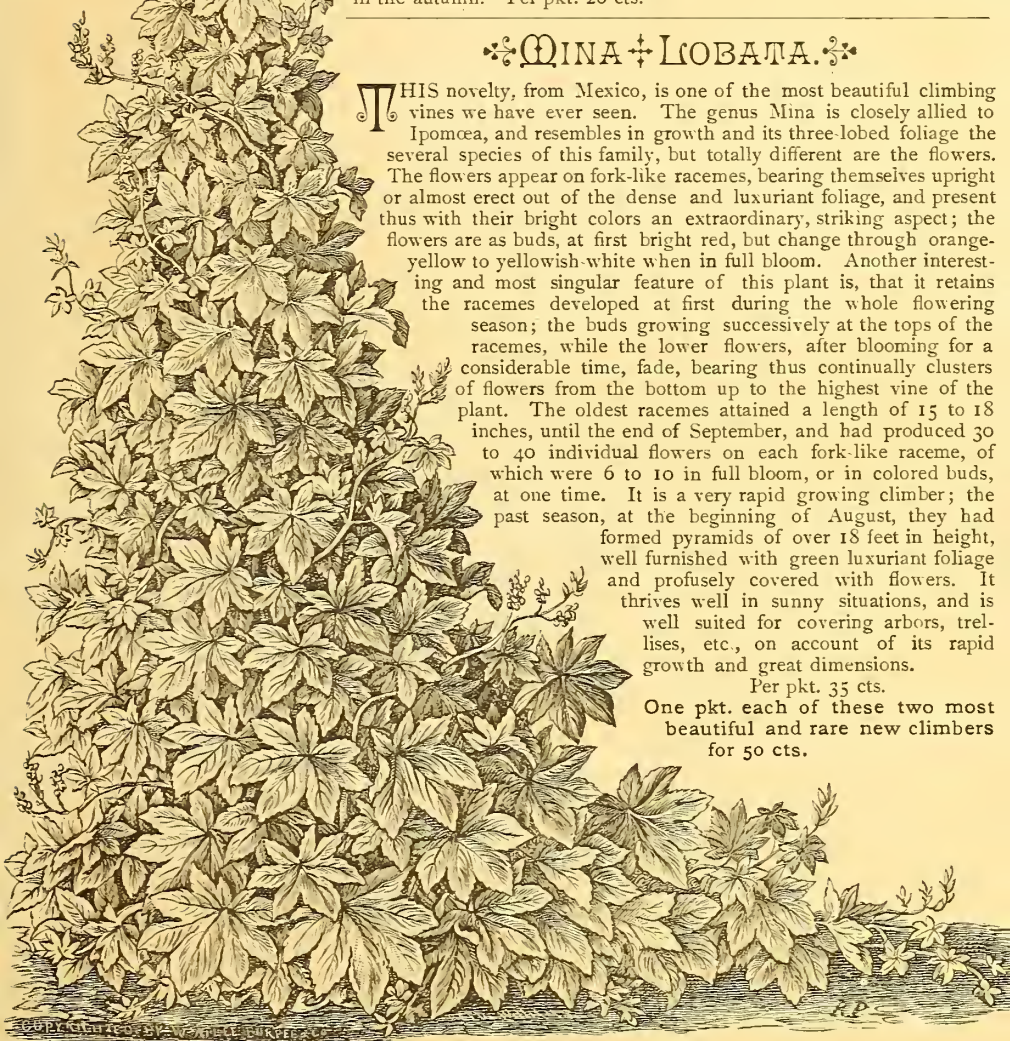 in the autumn. Per pkt. 20 cts.
MINA LOBATA.
THIS novelty, from Mexico, is one of the most beautiful climbing
vines we have ever seen. The genus Mina is closely allied to
Ipomœa, and resembles in growth and its three-lobed foliage the
several species of this family, but totally different are the flowers.
The flowers appear on fork-like racemes, bearing themselves upright
or almost erect out of the dense and luxuriant foliage, and present
thus with their bright colors an extraordinary, striking aspect; the
flowers are as buds, at first bright red, but change through orange-
yellow to yellowish-white when in full bloom. Another interest-
ing and most singular feature of this plant is, that it retains
the racemes developed at first during the whole flowering
season; the buds growing successively at the tops of the
racemes, while the lower flowers, after blooming for a
considerable time, fade, bearing thus continually clusters
of flowers from the bottom up to the highest vine of the
plant. The oldest racemes attained a length of 15 to 18
inches, until the end of September, and had produced 30
to 40 individual flowers on each fork-like raceme, of
which were 6 to 10 in full bloom, or in colored buds,
at one time. It is a very rapid growing climber; the
past season, at the beginning of August, they had
formed pyramids of over 18 feet in height,
well furnished with green luxuriant foliage
and profusely covered with flowers. It
thrives well in sunny situations, and is
well suited for covering arbors, trel-
lises, etc., on account of its rapid
growth and great dimensions.
Per pkt. 35 cts.
One pkt. each of these two most
beautiful and rare new climbers
for 50 cts.
COPYRIGHTED BY W. ATLEE BURPEE & CO
R.P.